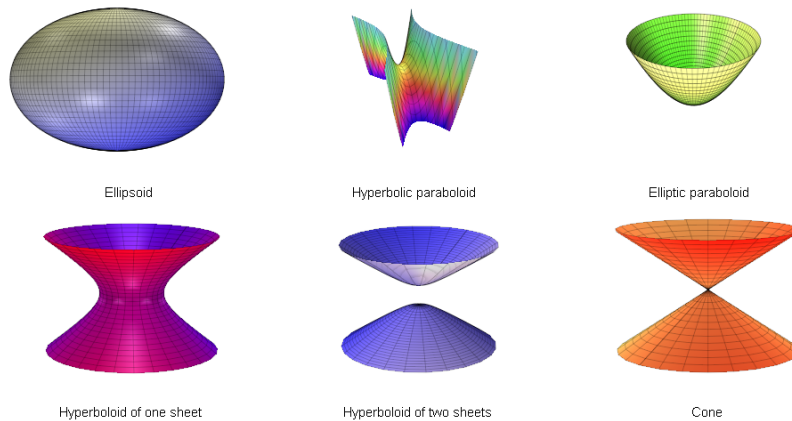 Ellipsoid
Hyperbolic paraboloid
Elliptic paraboloid
Hyperboloid of one sheet
Hyperboloid of two sheets
Cone